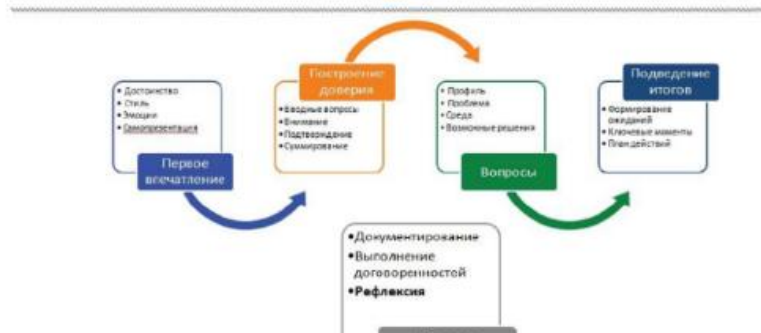 • Достоинство
• Стиль
• Эмоции
• Самопрезентация
Первое
впечатление
Построение
доверия
• Вводные вопросы
• Внимание
• Подтверждение
• Суммирование
• Профиль
• Проблема
• Среда
• Возможные решения
Вопросы
Подведение
итогов
• Формирование
ожиданий
• Ключевые моменты
• План действий
• Документирование
• Выполнение
договоренностей
• Рефлексия